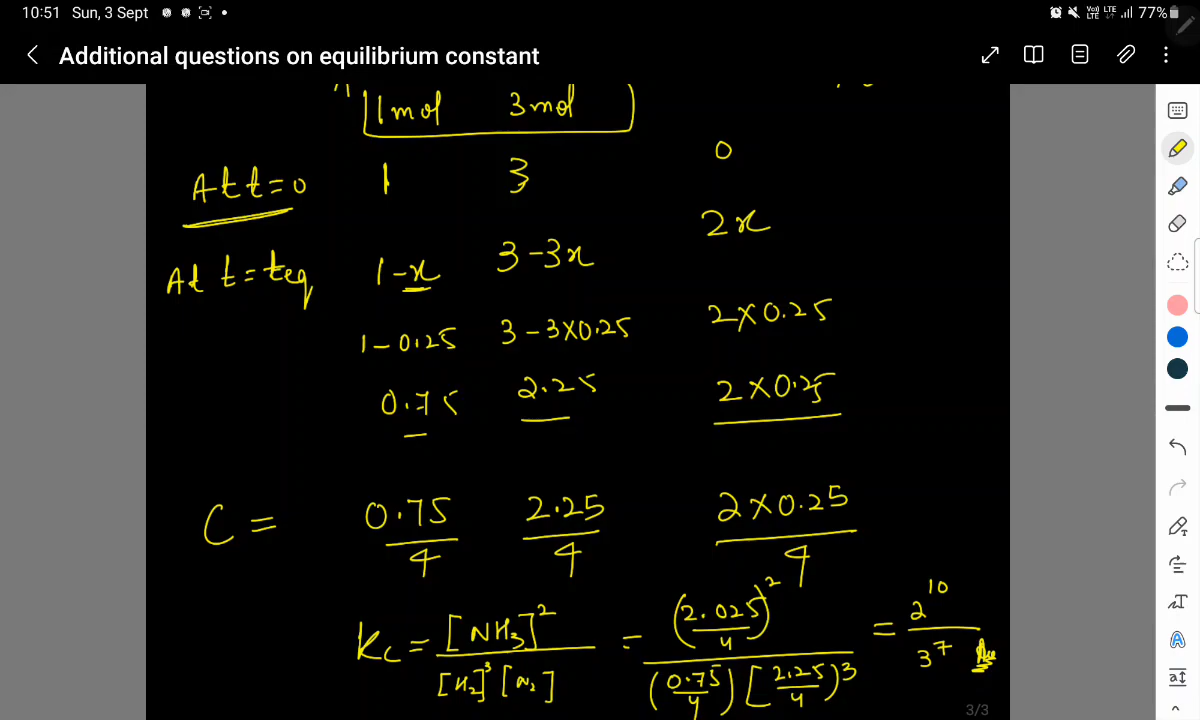 10:51 Sun, 3 Sept
77%
Additional questions on equilibrium constant
1mol 3mol
At t=0 1 3 0
At t=teq 1-x 3-3x 2x
1-0.25 3-3×0.25 2×0.25
0.75 2.25 2×0.25
C = 0.75/4 2.25/4 2×0.25/4
Kc = [NH3]^2/[H2]^3[N2] = (2.025/4)^2/(0.75/4)[2.25/4)^3 = 2^10/3^7 Ans
3/3